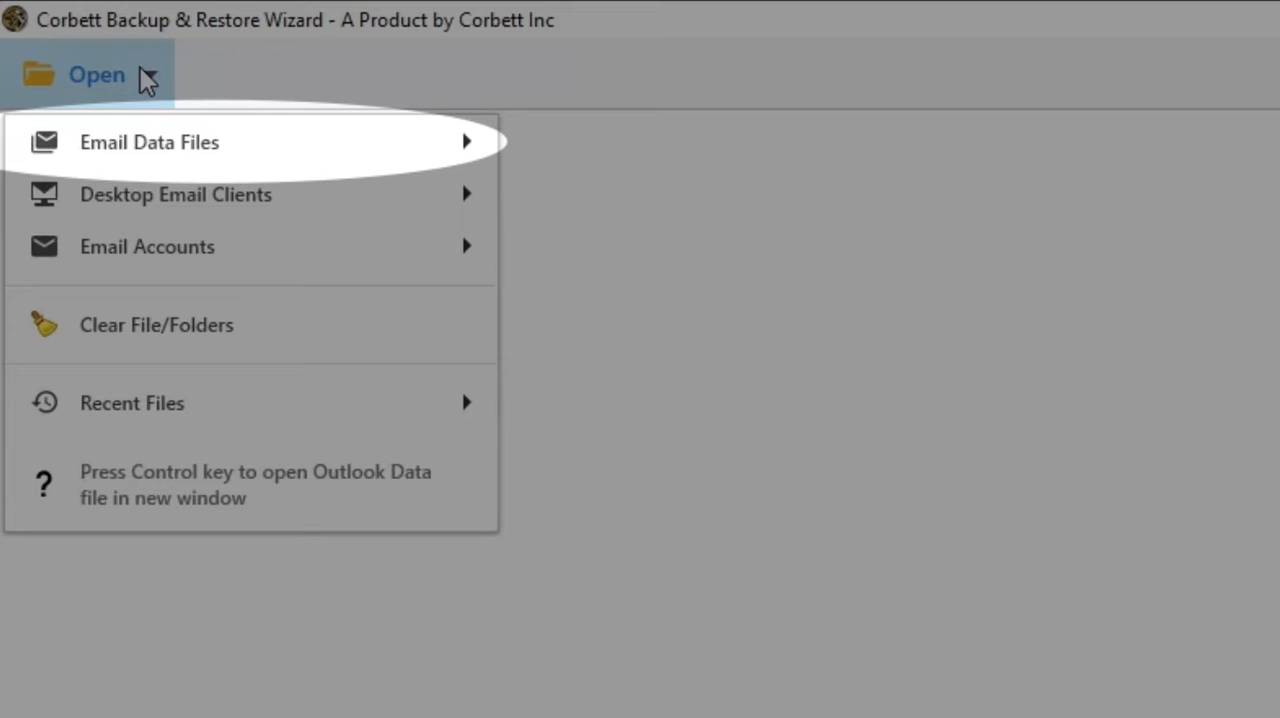 Corbett Backup & Restore Wizard - A Product by Corbett Inc
Open
Email Data Files
Desktop Email Clients
Email Accounts
Clear File/Folders
Recent Files
Press Control key to open Outlook Data
file in new window